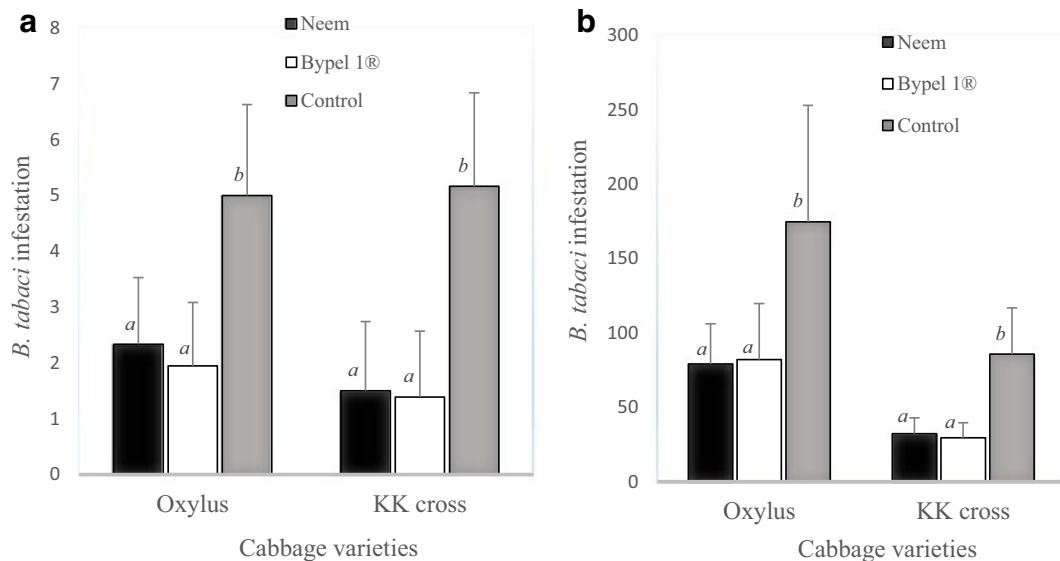 a
8
7
6
5
4
3
2
1
0
B. tabaci infestation
Neem
Bypel 1®
Control
a
a
b
a
a
b
Oxylus
KK cross
Cabbage varieties
b
300
250
200
150
100
50
0
B. tabaci infestation
Neem
Bypel 1®
Control
a
a
b
a
a
b
Oxylus
KK cross
Cabbage varieties